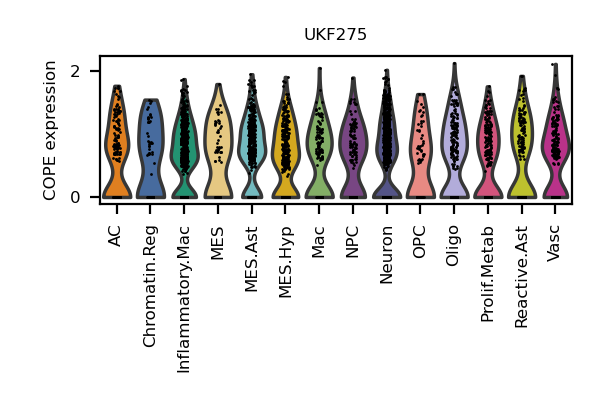 UKF275
COPE expression
2
0
AC
Chromatin.Reg
Inflammatory.Mac
MES
MES.Ast
MES.Hyp
Mac
NPC
Neuron
OPC
Oligo
Prolif.Metab
Reactive.Ast
Vasc